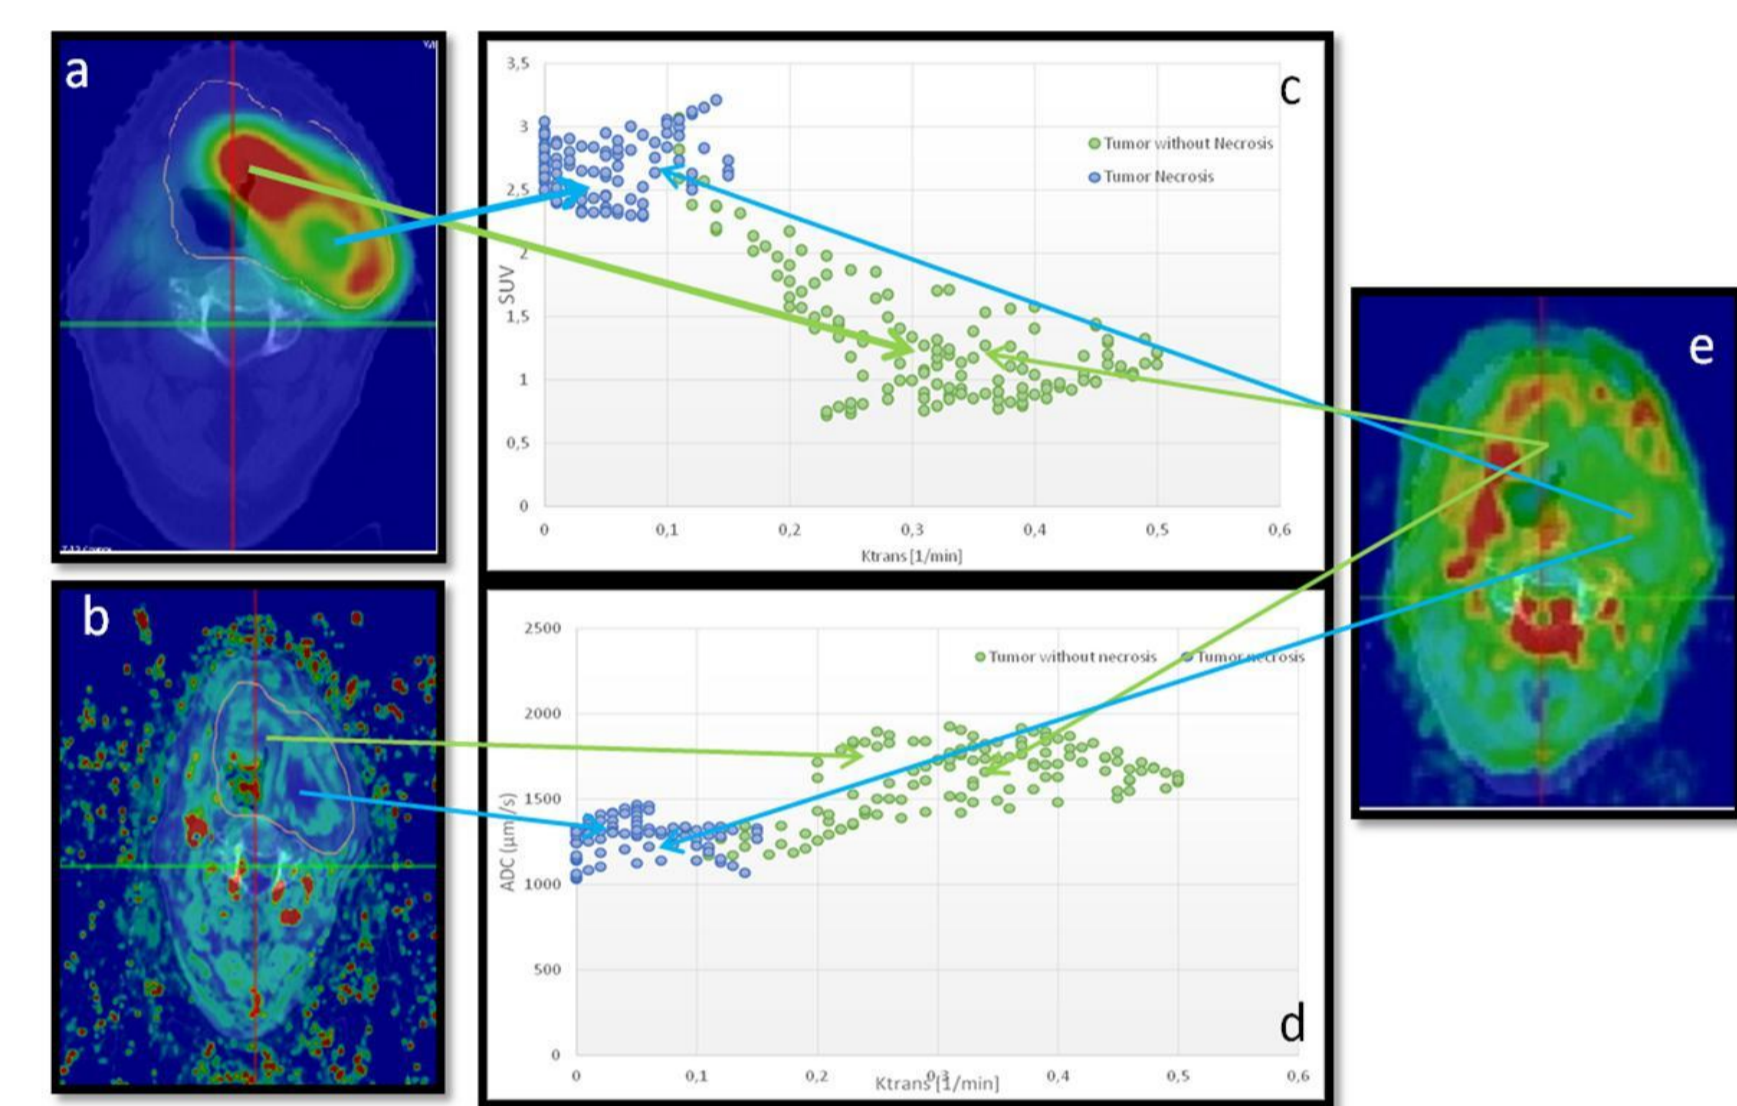 a
c
3,5
3
2,5
2
1,5
1
0,5
0
SUV
Tumor without Necrosis
Tumor Necrosis
0 0,1 0,2 0,3 0,4 0,5 0,6
Ktrans [1/min]
e
b
2500
2000
1500
1000
500
0
Tumor without necrosis Tumor necrosis
d
0 0,1 0,2 0,3 0,4 0,5 0,6
Ktrans [1/min]